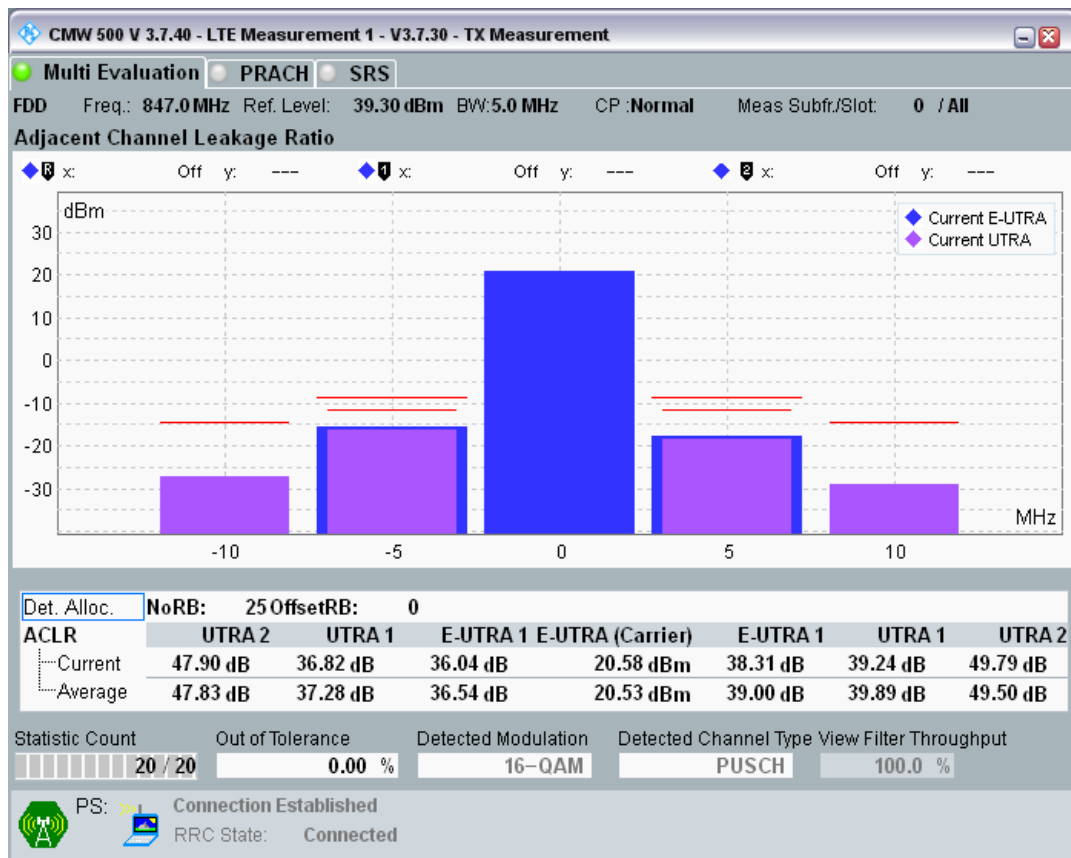 CMW 500 V 3.7.40 - LTE Measurement 1 - V3.7.30 - TX Measurement
Multi Evaluation PRACH SRS
FDD Freq.: 847.0 MHz Ref. Level: 39.30 dBm BW: 5.0 MHz CP : Normal Meas Subfr./Slot: 0 / All
Adjacent Channel Leakage Ratio
R x: Off y: --- 1 x: Off y: --- 2 x: Off y: ---
dBm
Current E-UTRA
Current UTRA
30
20
10
0
-10
-20
-30
MHz
-10 -5 0 5 10
Det. Alloc. NoRB: 25 OffsetRB: 0
ACLR UTRA 2 UTRA 1 E-UTRA 1 E-UTRA (Carrier) E-UTRA 1 UTRA 1 UTRA 2
Current 47.90 dB 36.82 dB 36.04 dB 20.58 dBm 38.31 dB 39.24 dB 49.79 dB
Average 47.83 dB 37.28 dB 36.54 dB 20.53 dBm 39.00 dB 39.89 dB 49.50 dB
Statistic Count Out of Tolerance Detected Modulation Detected Channel Type View Filter Throughput
20 / 20 0.00 % 16-QAM PUSCH 100.0 %
PS: Connection Established
RRC State: Connected